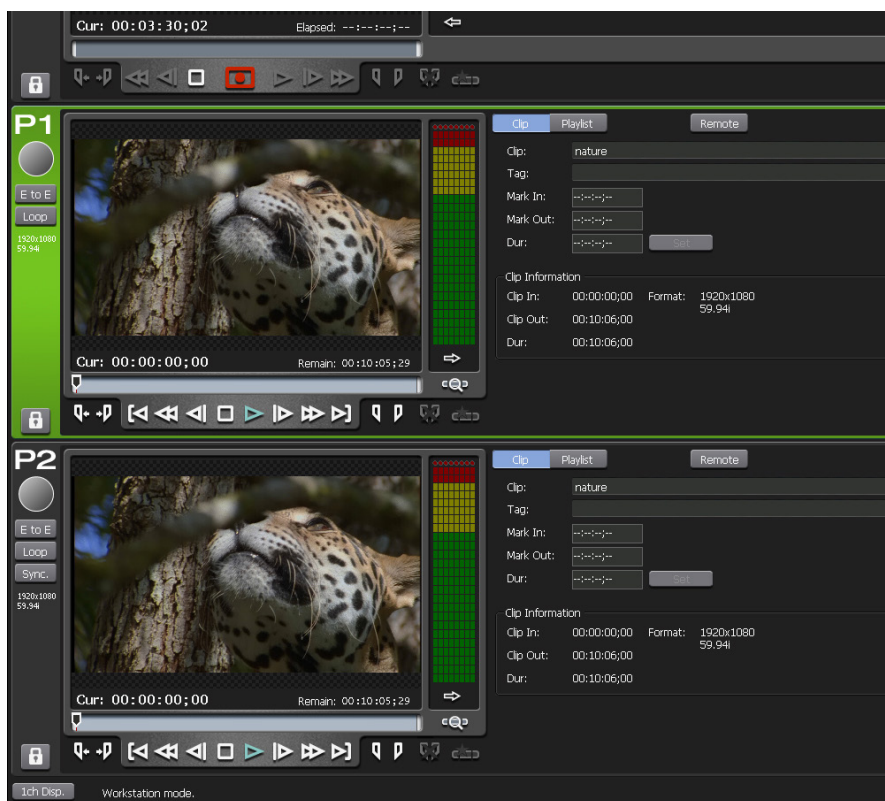 Cur: 00:03:30;02 Elapsed: --:--:--;--
P1
E to E
Loop
1920x1080
59.94i
Cur: 00:00:00;00 Remain: 00:10:05;29
Clip Playlist Remote
Clip: nature
Tag:
Mark In: --:--:--;--
Mark Out: --:--:--;--
Dur: --:--:--;-- Set
Clip Information
Clip In: 00:00:00;00 Format: 1920x1080
59.94i
Clip Out: 00:10:06;00
Dur: 00:10:06;00
P2
E to E
Loop
Sync.
1920x1080
59.94i
Cur: 00:00:00;00 Remain: 00:10:05;29
Clip Playlist Remote
Clip: nature
Tag:
Mark In: --:--:--;--
Mark Out: --:--:--;--
Dur: --:--:--;-- Set
Clip Information
Clip In: 00:00:00;00 Format: 1920x1080
59.94i
Clip Out: 00:10:06;00
Dur: 00:10:06;00
1ch Disp. Workstation mode.